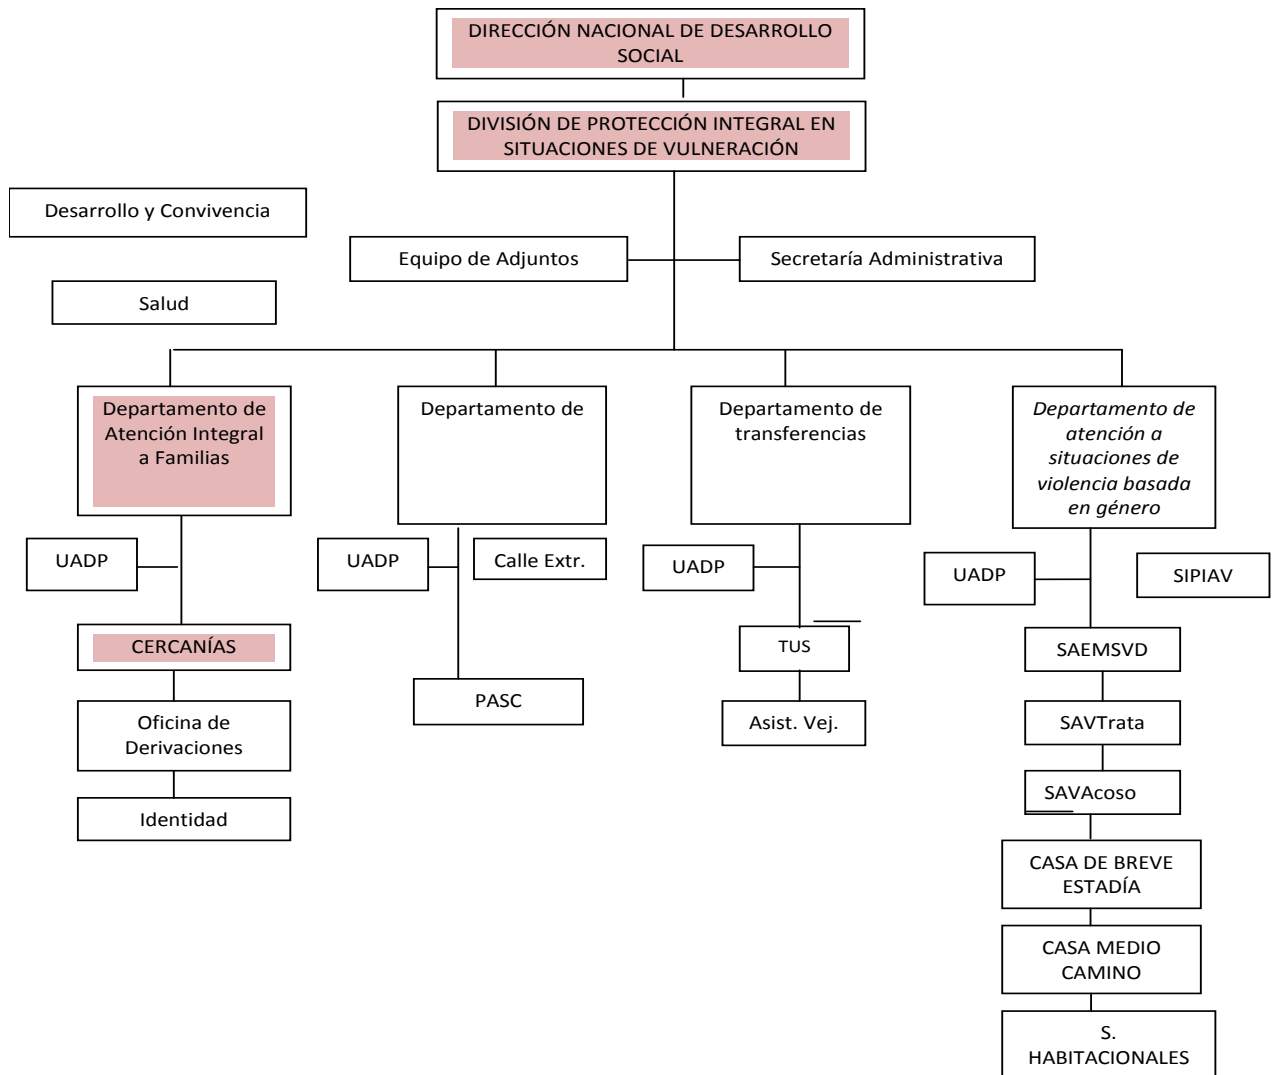 DIRECCIÓN NACIONAL DE DESARROLLO
SOCIAL
DIVISIÓN DE PROTECCIÓN INTEGRAL EN
SITUACIONES DE VULNERACIÓN
Desarrollo y Convivencia
Equipo de Adjuntos
Secretaría Administrativa
Salud
Departamento de
Atención Integral
a Familias
Departamento de
Departamento de
transferencias
Departamento de
atención a
situaciones de
violencia basada
en género
UADP
UADP
Calle Extr.
UADP
UADP
SIPIAV
CERCANÍAS
TUS
SAEMSVD
PASC
Oficina de
Derivaciones
Asist. Vej.
SAVTrata
Identidad
SAVAcoso
CASA DE BREVE
ESTADÍA
CASA MEDIO
CAMINO
S.
HABITACIONALES